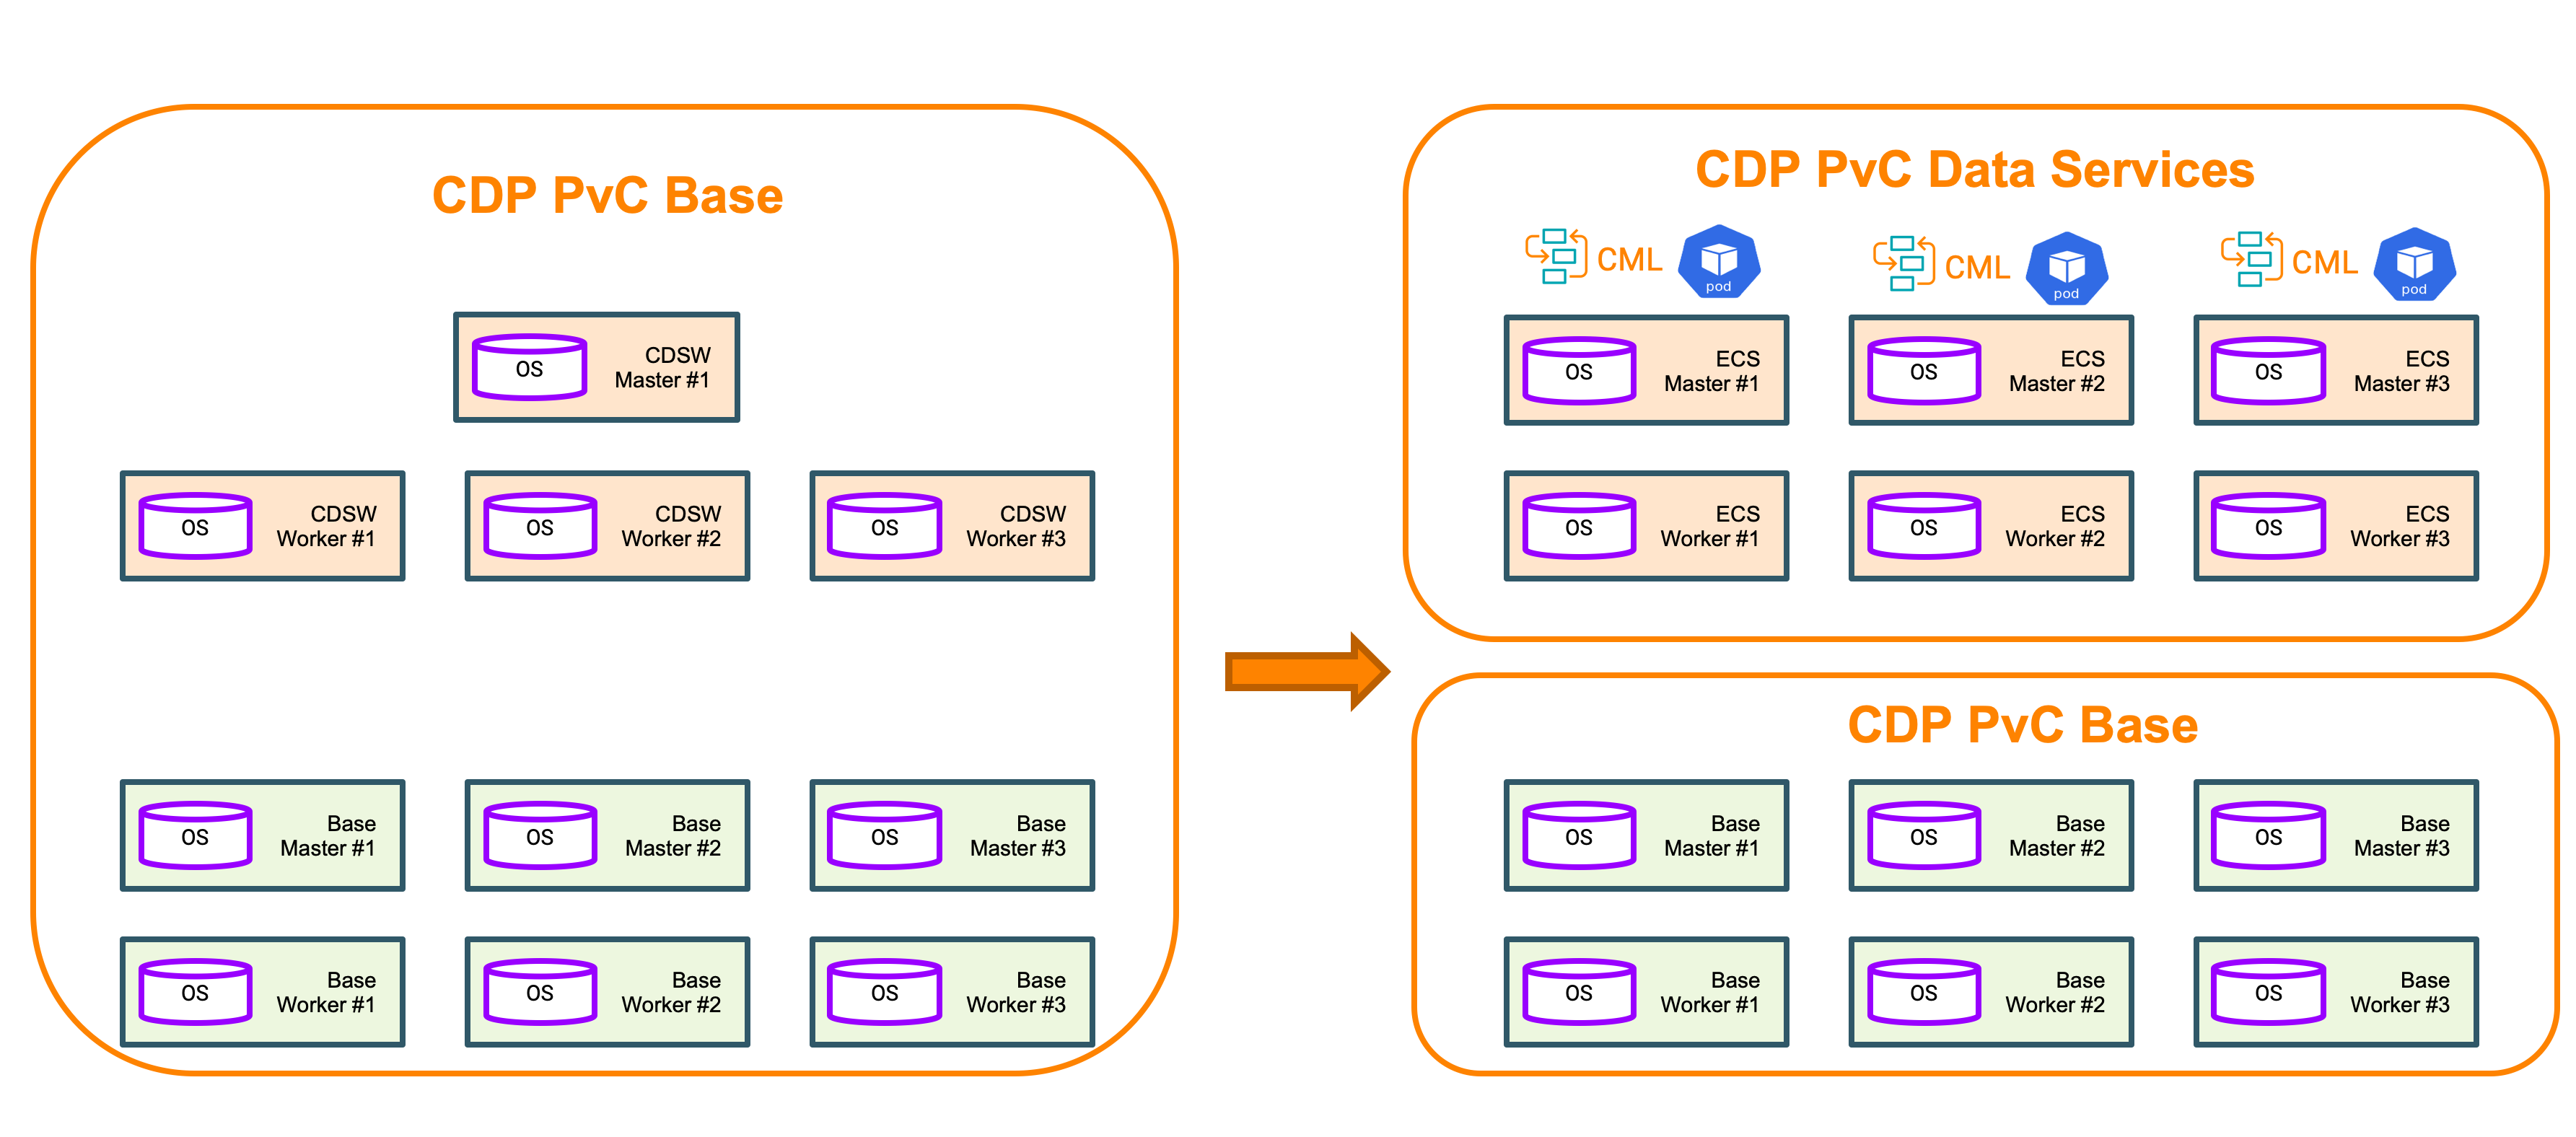 CDP PvC Base
OS
CDSW
Master #1
OS
CDSW
Worker #1
OS
CDSW
Worker #2
OS
CDSW
Worker #3
OS
Base
Master #1
OS
Base
Master #2
OS
Base
Master #3
OS
Base
Worker #1
OS
Base
Worker #2
OS
Base
Worker #3
CDP PvC Data Services
CML
pod
CML
pod
CML
pod
OS
ECS
Master #1
OS
ECS
Master #2
OS
ECS
Master #3
OS
ECS
Worker #1
OS
ECS
Worker #2
OS
ECS
Worker #3
CDP PvC Base
OS
Base
Master #1
OS
Base
Master #2
OS
Base
Master #3
OS
Base
Worker #1
OS
Base
Worker #2
OS
Base
Worker #3